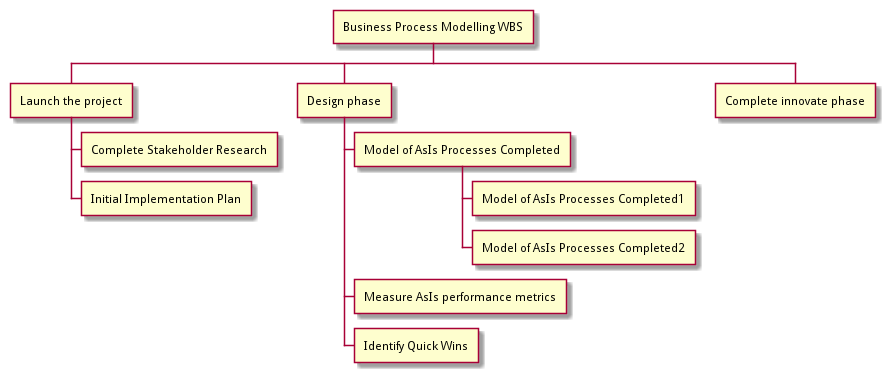 Business Process Modelling WBS
Launch the project
Design phase
Complete innovate phase
Complete Stakeholder Research
Model of AsIs Processes Completed
Initial Implementation Plan
Model of AsIs Processes Completed1
Model of AsIs Processes Completed2
Measure AsIs performance metrics
Identify Quick Wins